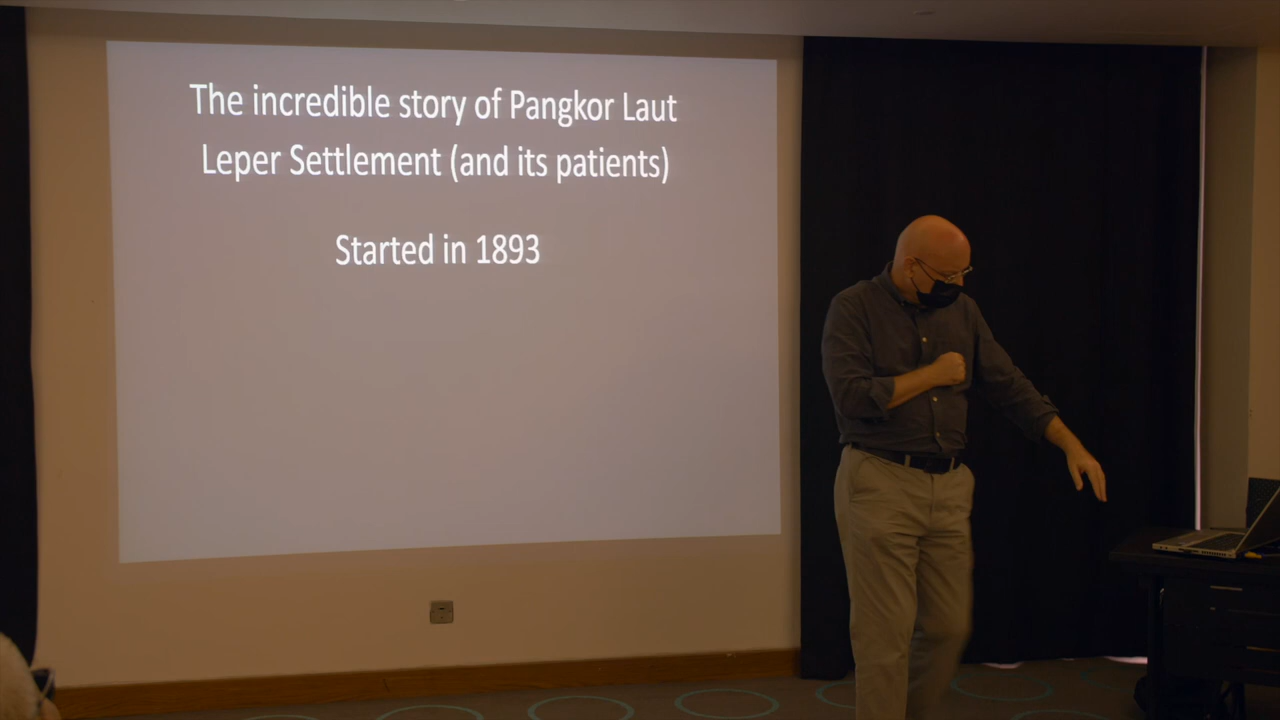 The incredible story of Pangkor Laut
Leper Settlement (and its patients)
Started in 1893